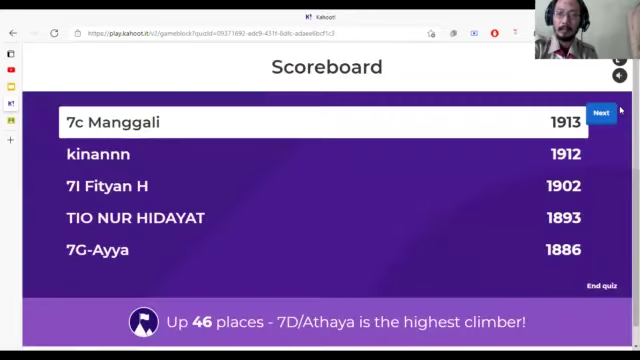 Kahoot!
https://play.kahoot.it/v2/gameblock?quizId=09371692-edc9-431f-8dfc-adaee6bcf1c3
Scoreboard
Next
7c Manggali 1913
kinannn 1912
7I Fityan H 1902
TIO NUR HIDAYAT 1893
7G-Ayya 1886
End quiz
Up 46 places - 7D/Athaya is the highest climber!